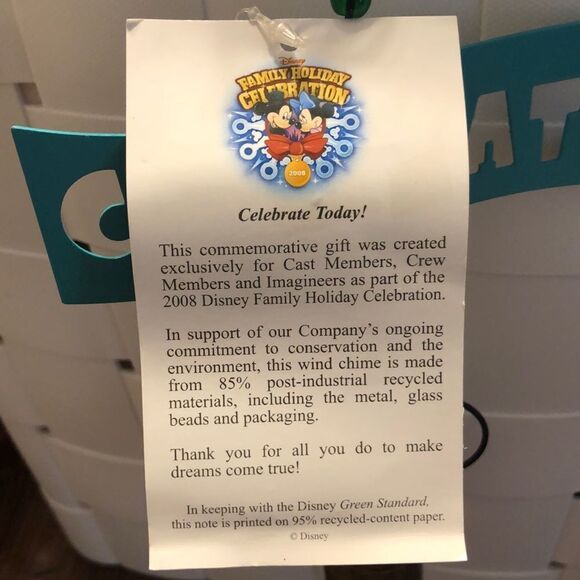 Disney
FAMILY HOLIDAY
CELEBRATION
2008
Celebrate Today!
This commemorative gift was created
exclusively for Cast Members, Crew
Members and Imagineers as part of the
2008 Disney Family Holiday Celebration.
In support of our Company's ongoing
commitment to conservation and the
environment, this wind chime is made
from 85% post-industrial recycled
materials, including the metal, glass
beads and packaging.
Thank you for all you do to make
dreams come true!
In keeping with the Disney Green Standard,
this note is printed on 95% recycled-content paper.
© Disney